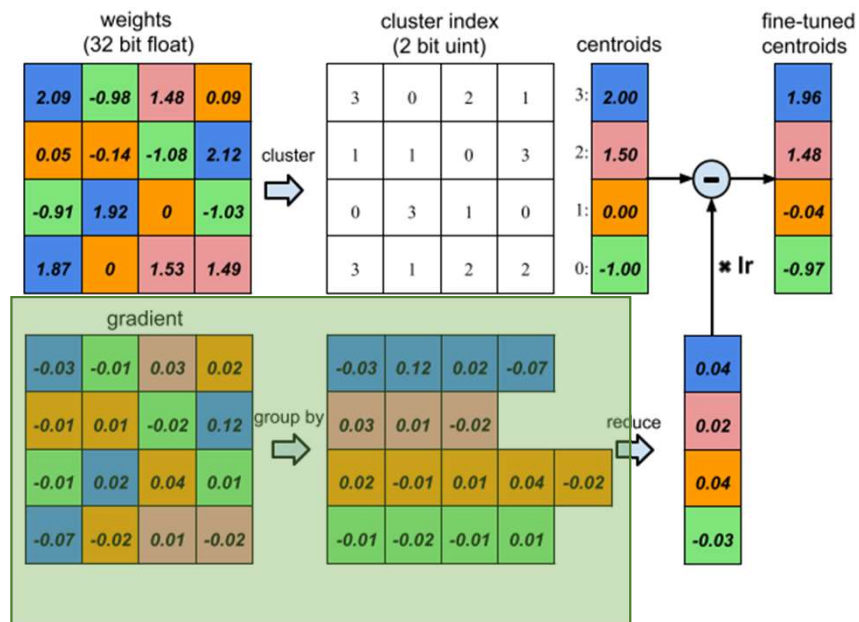 weights
(32 bit float)
cluster index
(2 bit uint)
centroids
fine-tuned
centroids
2.09 -0.98 1.48 0.09
3 0 2 1
3: 2.00
1.96
0.05 -0.14 -1.08 2.12
cluster
1 1 0 3
2: 1.50
1.48
-0.91 1.92 0 -1.03
0 3 1 0
1: 0.00
-0.04
1.87 0 1.53 1.49
3 1 2 2
0: -1.00
-0.97
× lr
gradient
-0.03 -0.01 0.03 0.02
-0.03 0.12 0.02 -0.07
0.04
-0.01 0.01 -0.02 0.12
group by
0.03 0.01 -0.02
reduce
0.02
-0.01 0.02 0.04 0.01
0.02 -0.01 0.01 0.04 -0.02
0.04
-0.07 -0.02 0.01 -0.02
-0.01 -0.02 -0.01 0.01
-0.03